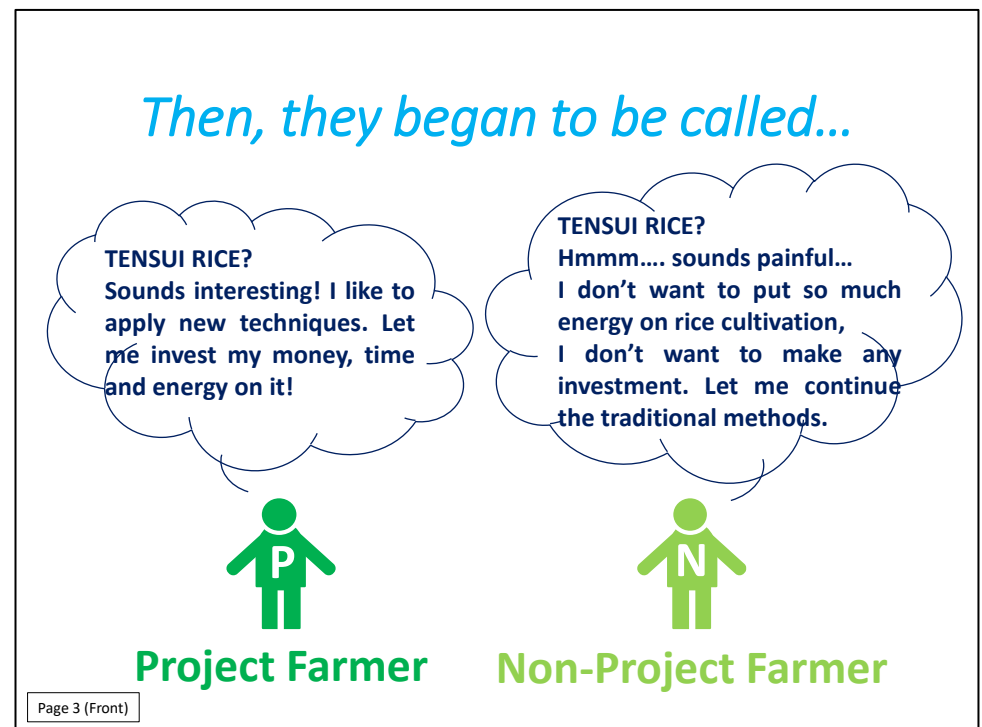 Then, they began to be called...
TENSUI RICE?
Sounds interesting! I like to
apply new techniques. Let
me invest my money, time
and energy on it!
TENSUI RICE?
Hmmm.... sounds painful...
I don't want to put so much
energy on rice cultivation,
I don't want to make any
investment. Let me continue
the traditional methods.
P
N
Project Farmer
Non-Project Farmer
Page 3 (Front)